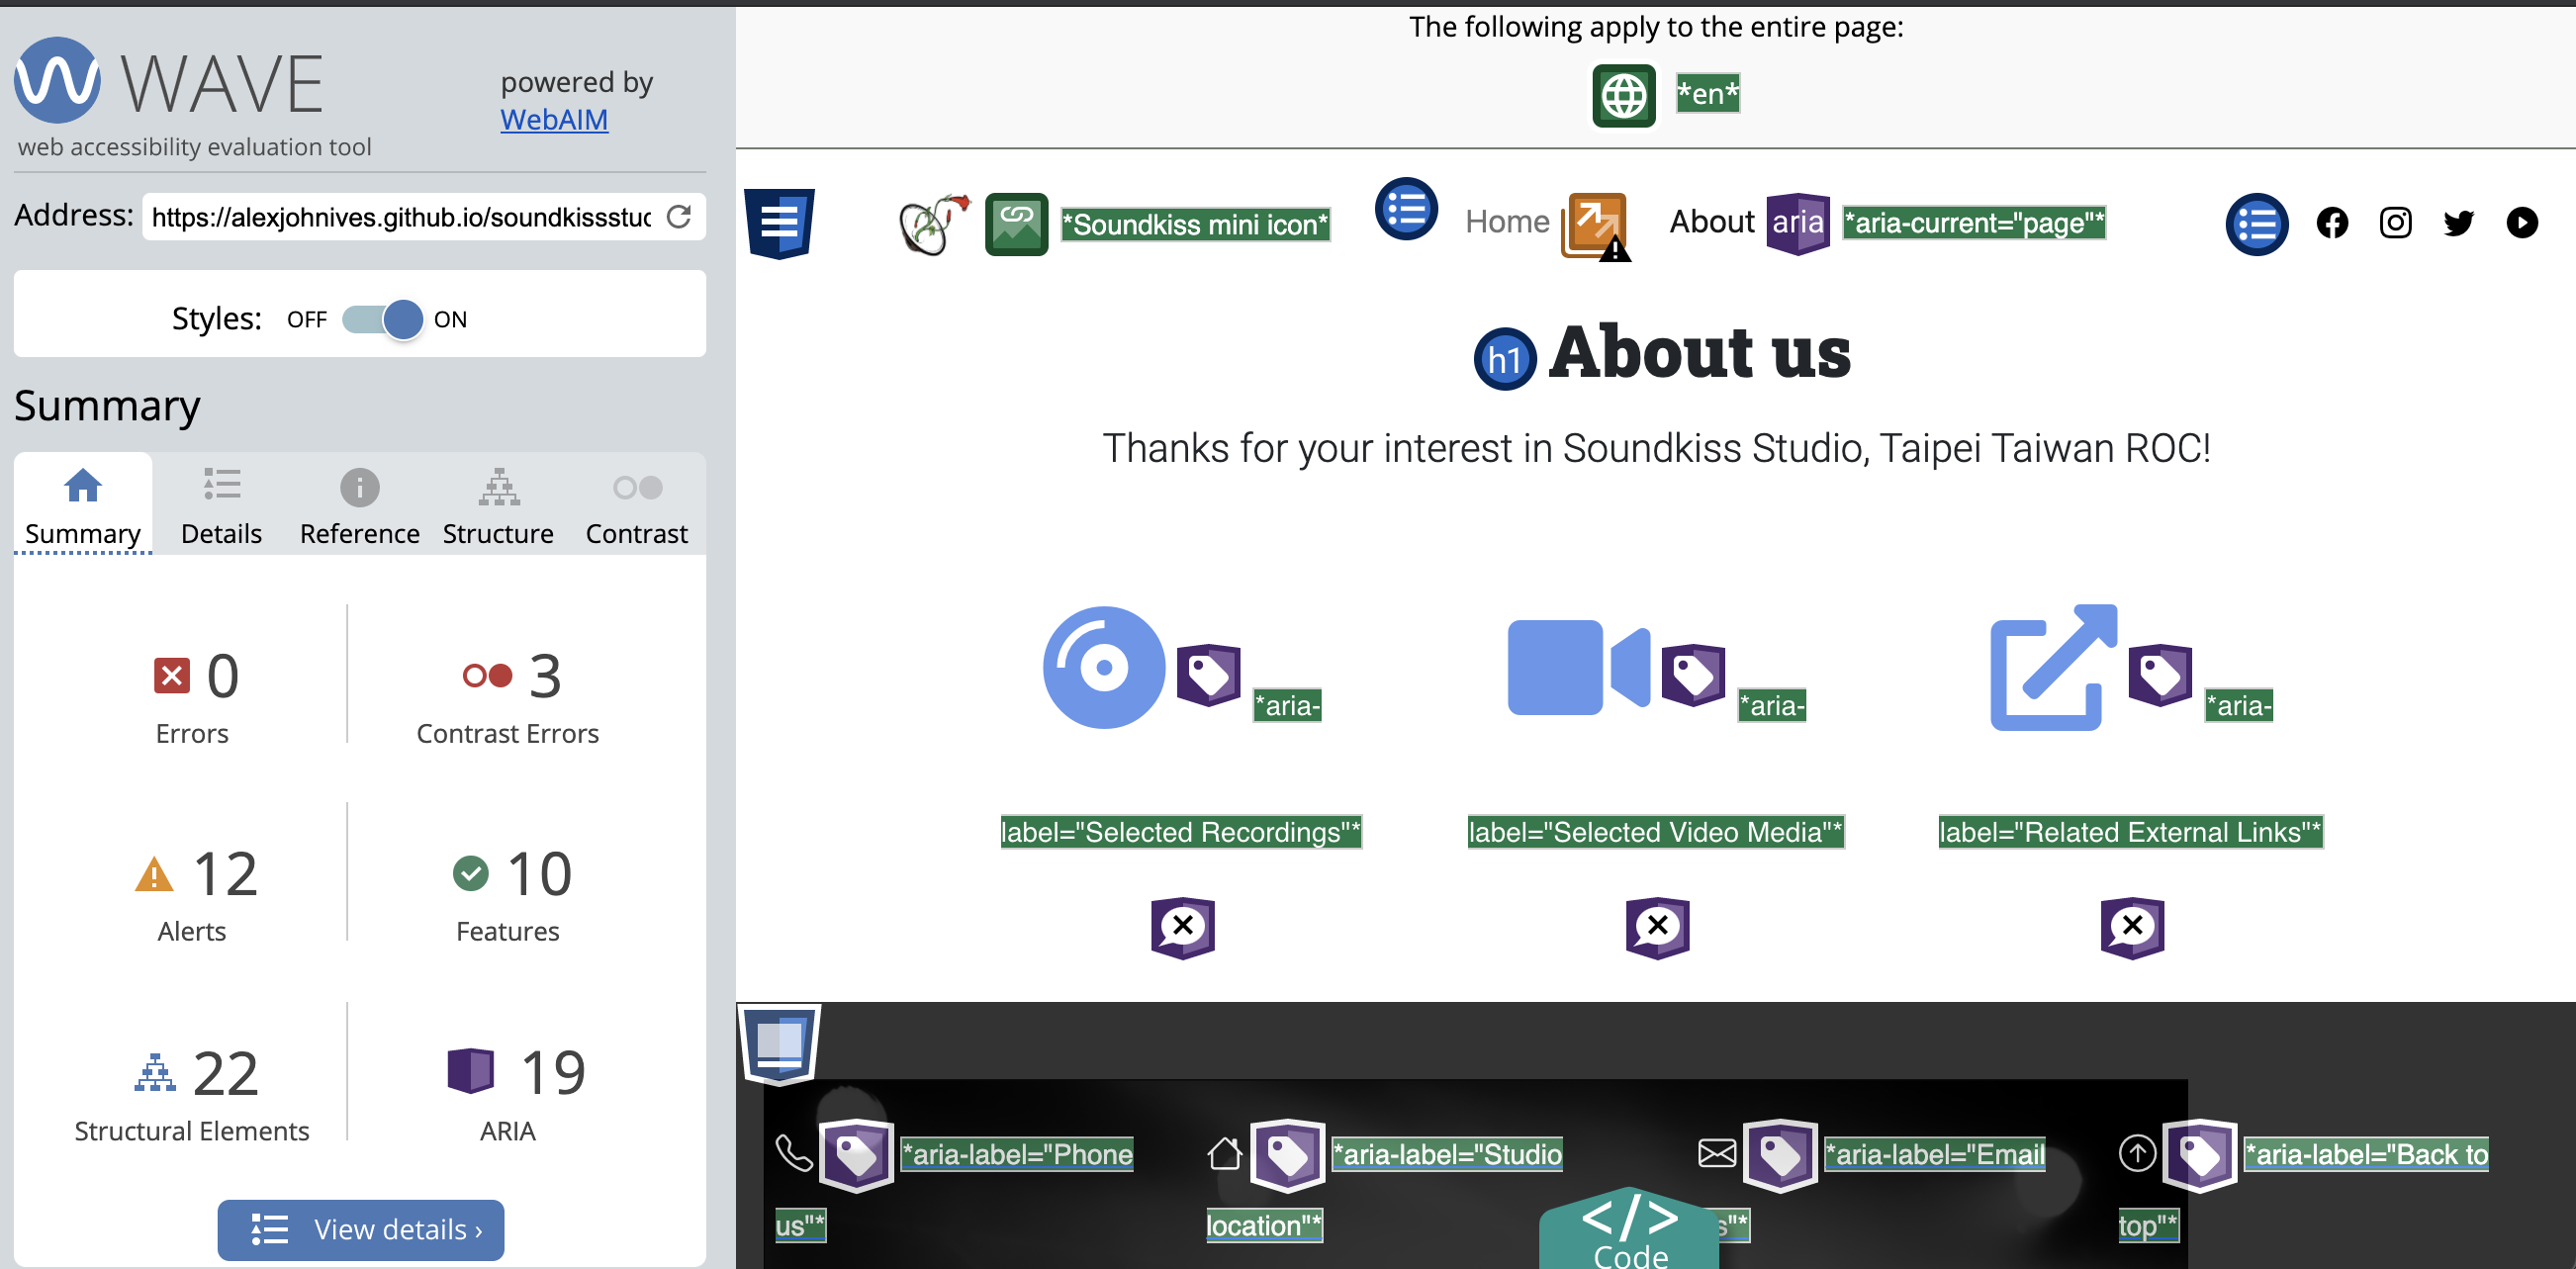 WAVE
powered by
WebAIM
web accessibility evaluation tool
Address: https://alexjohnives.github.io/soundkissstuc
Styles: OFF ON
Summary
Summary Details Reference Structure Contrast
0
Errors
3
Contrast Errors
12
Alerts
10
Features
22
Structural Elements
19
ARIA
View details ›
The following apply to the entire page:
*en*
*Soundkiss mini icon*
Home
About aria *aria-current="page"*
h1 About us
Thanks for your interest in Soundkiss Studio, Taipei Taiwan ROC!
*aria-
label="Selected Recordings"*
*aria-
label="Selected Video Media"*
*aria-
label="Related External Links"*
*aria-label="Phone
us"*
*aria-label="Studio
location"*
*aria-label="Email
s"*
*aria-label="Back to
top"*
</>
Code